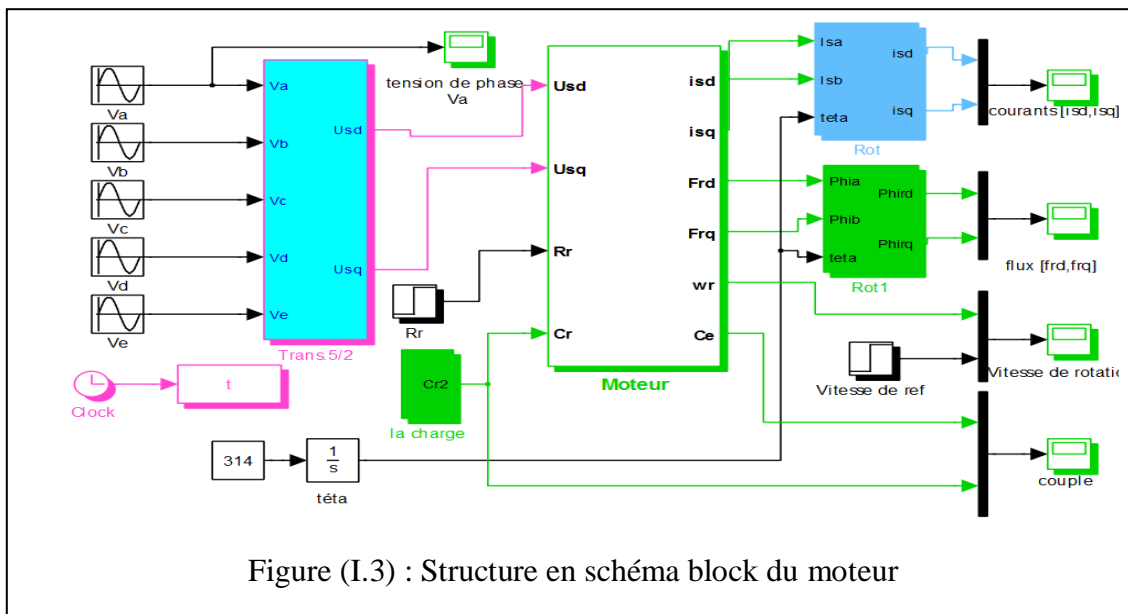 Va
Vb
Vc
Vd
Ve
Va
Vb
Vc
Vd
Ve
Usd
Usq
Trans.5/2
tension de phase
Va
Clock
t
314
1
s
téta
Rr
Cr2
la charge
Usd
Usq
Rr
Cr
isd
isq
Frd
Frq
wr
Ce
Moteur
Isa
Isb
teta
isd
isq
Rot
Phia
Phib
teta
Phird
Phirq
Rot1
Vitesse de ref
courants[isd,isq]
flux [frd,frq]
Vitesse de rotatio
couple
Figure (I.3) : Structure en schéma block du moteur